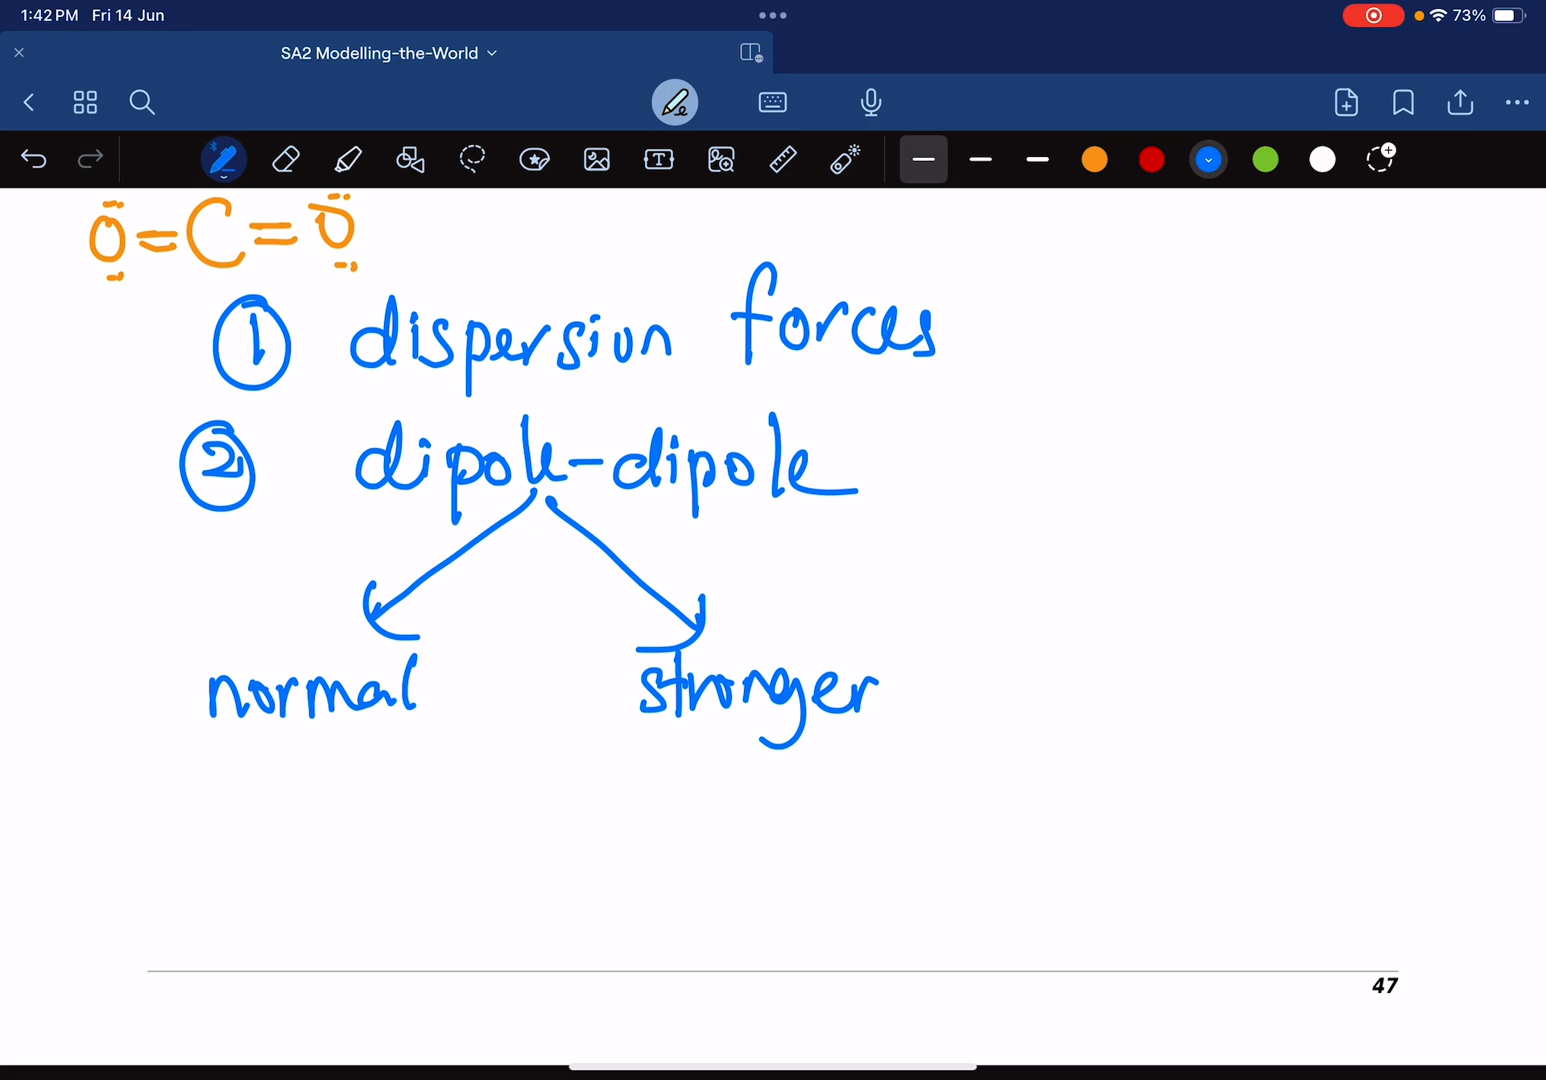 1:42 PM Fri 14 Jun
73%
SA2 Modelling-the-World
T
O=C=O
① dispersion forces
② dipole-dipole
normal stronger
47